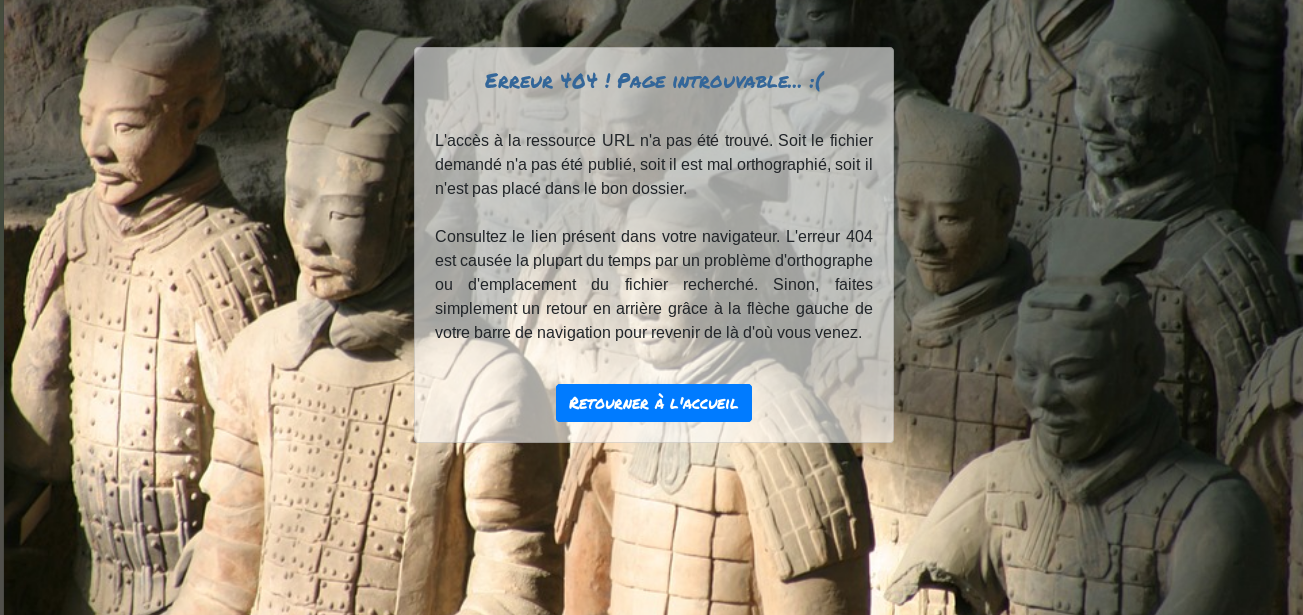 Erreur 404 ! Page introuvable... :(
L'accès à la ressource URL n'a pas été trouvé. Soit le fichier
demandé n'a pas été publié, soit il est mal orthographié, soit il
n'est pas placé dans le bon dossier.
Consultez le lien présent dans votre navigateur. L'erreur 404
est causée la plupart du temps par un problème d'orthographe
ou d'emplacement du fichier recherché. Sinon, faites
simplement un retour en arrière grâce à la flèche gauche de
votre barre de navigation pour revenir de là d'où vous venez.
Retourner à l'accueil